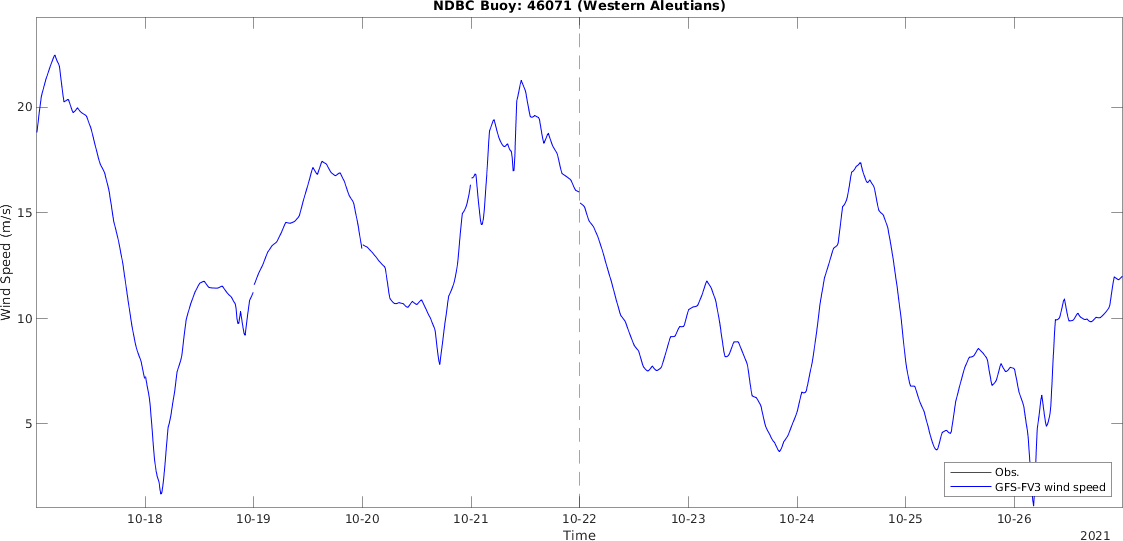 NDBC Buoy: 46071 (Western Aleutians)
Wind Speed (m/s)
20
15
10
5
10-18 10-19 10-20 10-21 10-22 10-23 10-24 10-25 10-26
Time
2021
Obs.
GFS-FV3 wind speed